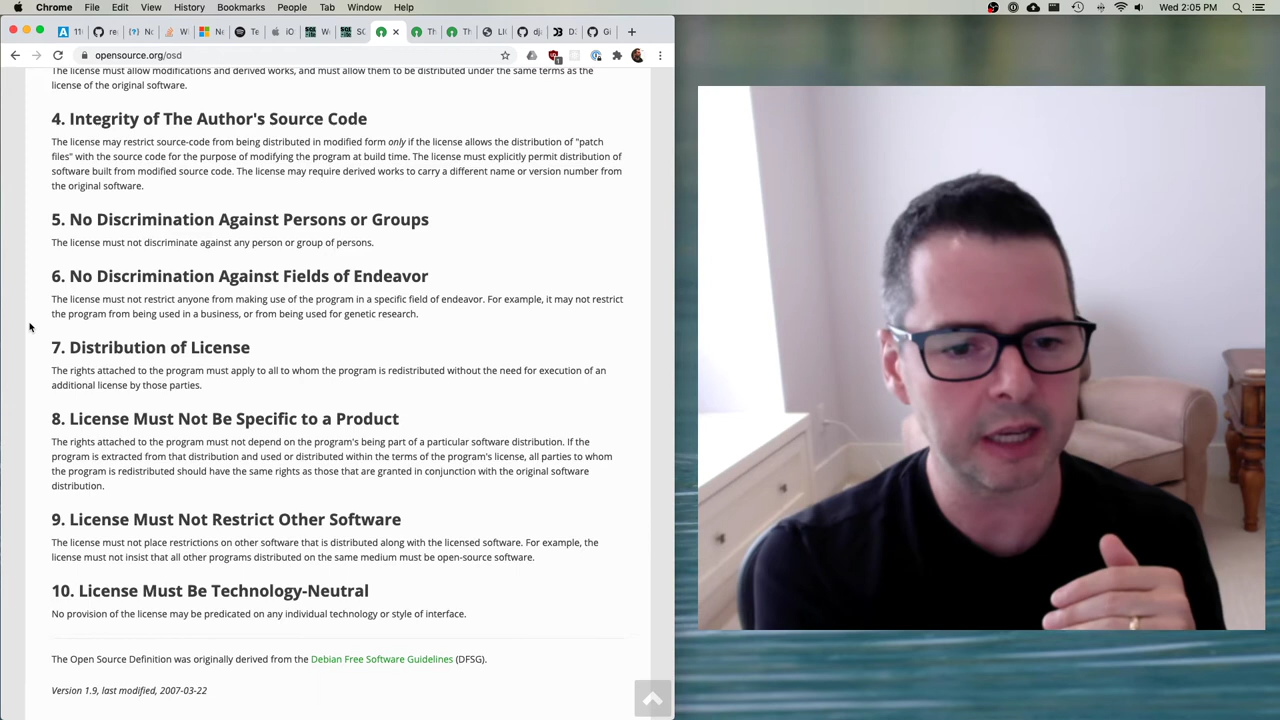 Chrome File Edit View History Bookmarks People Tab Window Help Wed 2:05 PM
opensource.org/osd
The license must allow modifications and derived works, and must allow them to be distributed under the same terms as the
license of the original software.
4. Integrity of The Author's Source Code
The license may restrict source-code from being distributed in modified form only if the license allows the distribution of "patch
files" with the source code for the purpose of modifying the program at build time. The license must explicitly permit distribution of
software built from modified source code. The license may require derived works to carry a different name or version number from
the original software.
5. No Discrimination Against Persons or Groups
The license must not discriminate against any person or group of persons.
6. No Discrimination Against Fields of Endeavor
The license must not restrict anyone from making use of the program in a specific field of endeavor. For example, it may not restrict
the program from being used in a business, or from being used for genetic research.
7. Distribution of License
The rights attached to the program must apply to all to whom the program is redistributed without the need for execution of an
additional license by those parties.
8. License Must Not Be Specific to a Product
The rights attached to the program must not depend on the program's being part of a particular software distribution. If the
program is extracted from that distribution and used or distributed within the terms of the program's license, all parties to whom
the program is redistributed should have the same rights as those that are granted in conjunction with the original software
distribution.
9. License Must Not Restrict Other Software
The license must not place restrictions on other software that is distributed along with the licensed software. For example, the
license must not insist that all other programs distributed on the same medium must be open-source software.
10. License Must Be Technology-Neutral
No provision of the license may be predicated on any individual technology or style of interface.
The Open Source Definition was originally derived from the Debian Free Software Guidelines (DFSG).
Version 1.9, last modified, 2007-03-22